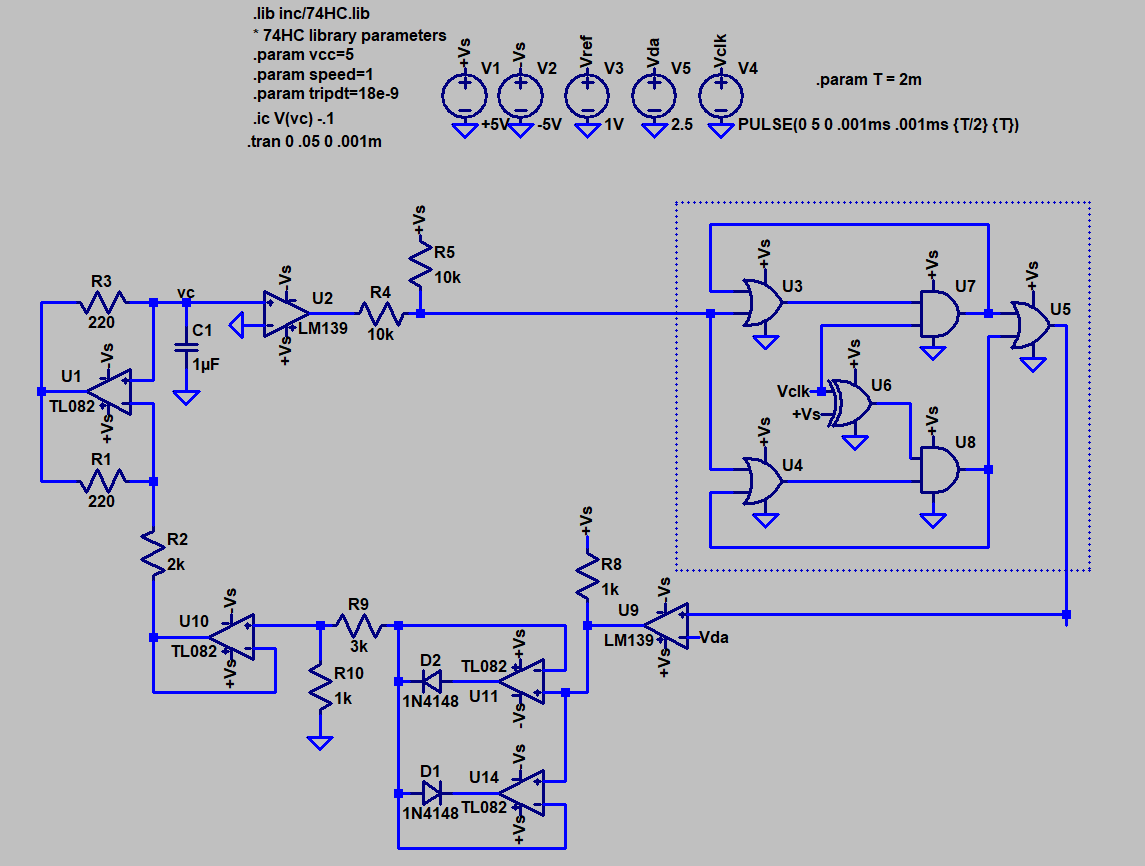 .lib inc/74HC.lib
* 74HC library parameters
.param vcc=5
.param speed=1
.param tripdt=18e-9
.ic V(vc) -.1
.tran 0 .05 0 .001m
+Vs
V1
+5V
-Vs
V2
-5V
Vref
V3
1V
Vda
V5
2.5
Vclk
V4
PULSE(0 5 0 .001ms .001ms {T/2} {T})
.param T = 2m
R3
220
vc
C1
1µF
-Vs
U2
LM139
+Vs
R4
10k
+Vs
R5
10k
U1
TL082
-Vs
+Vs
R1
220
R2
2k
U10
TL082
-Vs
+Vs
R9
3k
R10
1k
D2
1N4148
TL082
U11
+Vs
-Vs
D1
1N4148
U14
TL082
-Vs
+Vs
+Vs
R8
1k
U9
LM139
-Vs
+Vs
Vda
+Vs
U3
+Vs
U4
Vclk
+Vs
+Vs
U6
+Vs
U7
+Vs
U8
+Vs
U5